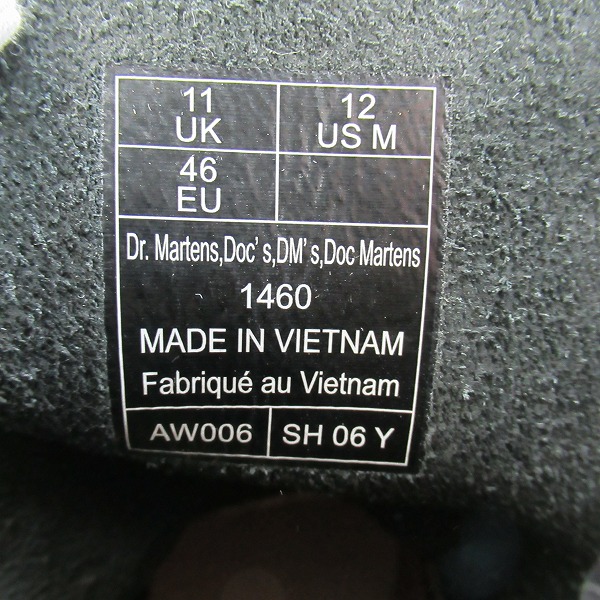 11
UK
12
US M
46
EU
Dr. Martens,Doc's,DM's,Doc Martens
1460
MADE IN VIETNAM
Fabriqué au Vietnam
AW006
SH 06 Y